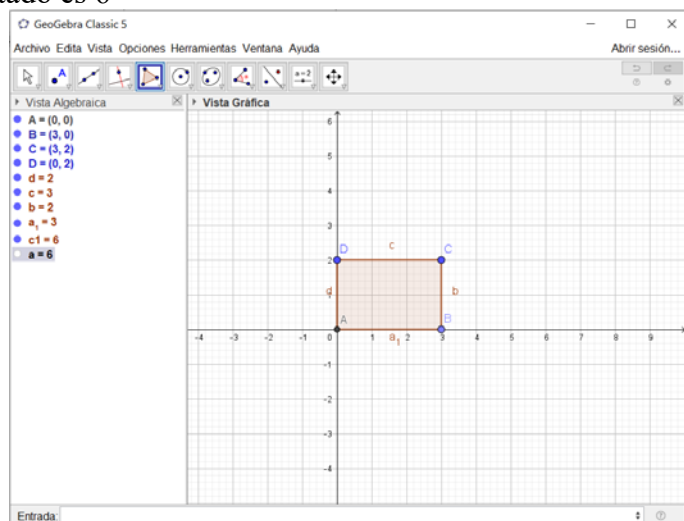 GeoGebra Classic 5
Archivo Edita Vista Opciones Herramientas Ventana Ayuda
Abrir sesión...
A
a=2
Vista Algebraica
Vista Gráfica
A = (0, 0)
B = (3, 0)
C = (3, 2)
D = (0, 2)
d = 2
c = 3
b = 2
a₁ = 3
c1 = 6
a = 6
6
5
4
3
2
1
D
c
C
d
b
A
B
-4 -3 -2 -1 0 1 2 3 4 5 6 7 8 9
a₁
-1
-2
-3
-4
Entrada: